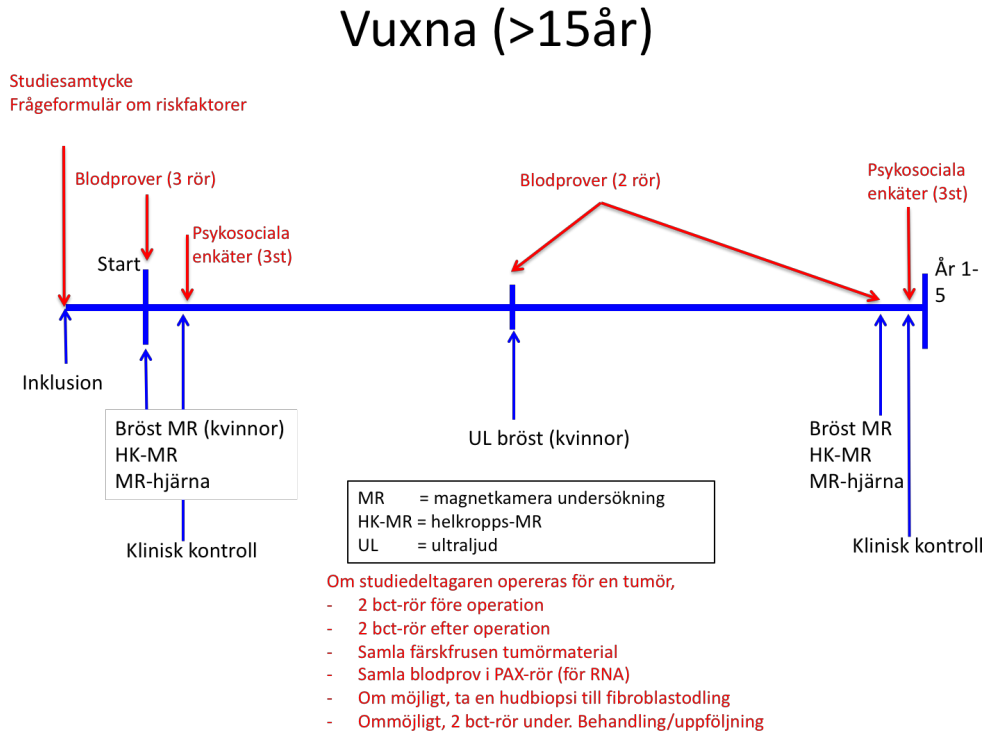 Vuxna (>15år)
Studiesamtycke
Frågeformulär om riskfaktorer
Blodprover (3 rör)
Blodprover (2 rör)
Psykosociala
enkäter (3st)
Psykosociala
enkäter (3st)
Start
År 1-
5
Inklusion
Bröst MR (kvinnor)
HK-MR
MR-hjärna
UL bröst (kvinnor)
Bröst MR
HK-MR
MR-hjärna
Klinisk kontroll
Klinisk kontroll
MR = magnetkamera undersökning
HK-MR = helkropps-MR
UL = ultraljud
Om studiedeltagaren opereras för en tumör,
- 2 bct-rör före operation
- 2 bct-rör efter operation
- Samla färskfrusen tumörmaterial
- Samla blodprov i PAX-rör (för RNA)
- Om möjligt, ta en hudbiopsi till fibroblastodling
- Ommöjligt, 2 bct-rör under. Behandling/uppföljning